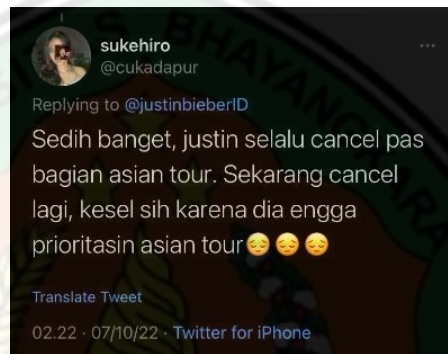 sukehiro
@cukadapur
Replying to @justinbieberID
Sedih banget, justin selalu cancel pas
bagian asian tour. Sekarang cancel
lagi, kesel sih karena dia engga
prioritasin asian tour😔😔😔
Translate Tweet
02.22 · 07/10/22 · Twitter for iPhone
BHAYANGKARA